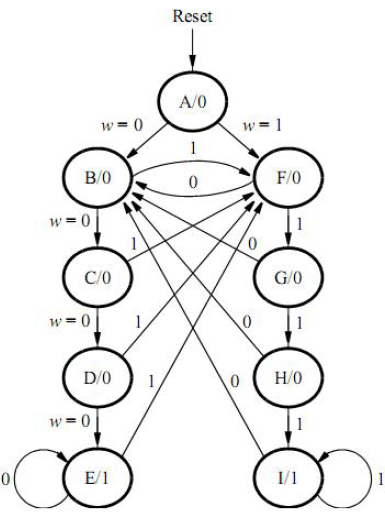 Reset
A/0
w = 0 w = 1
1
B/0 0 F/0
w = 0 1
1 0
C/0 G/0
w = 0 1 0 1
D/0 H/0
w = 0 1 0 1
0 E/1 I/1 1